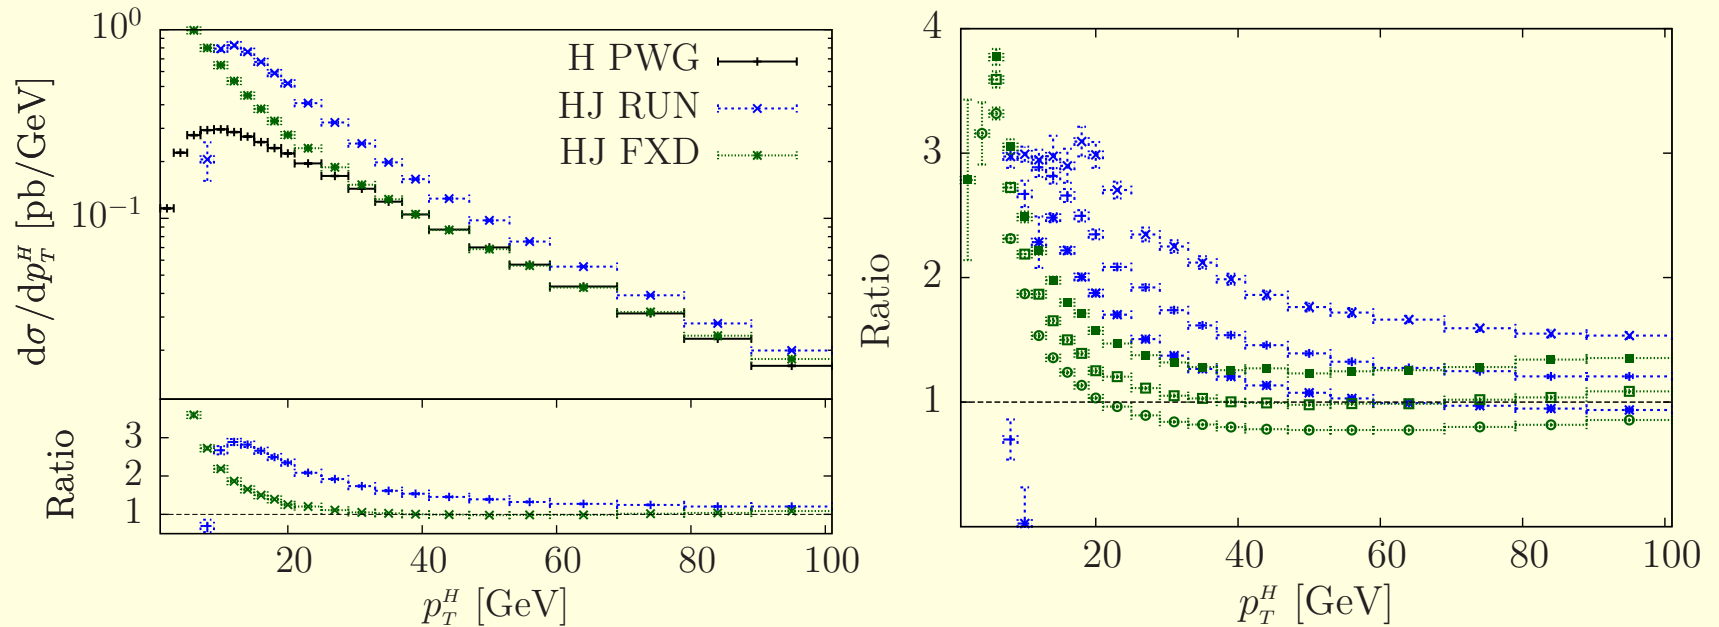 10^0
10^{-1}
dσ/dp_T^H [pb/GeV]
H PWG
HJ RUN
HJ FXD
Ratio
3
2
1
20 40 60 80 100
p_T^H [GeV]
Ratio
4
3
2
1
20 40 60 80 100
p_T^H [GeV]